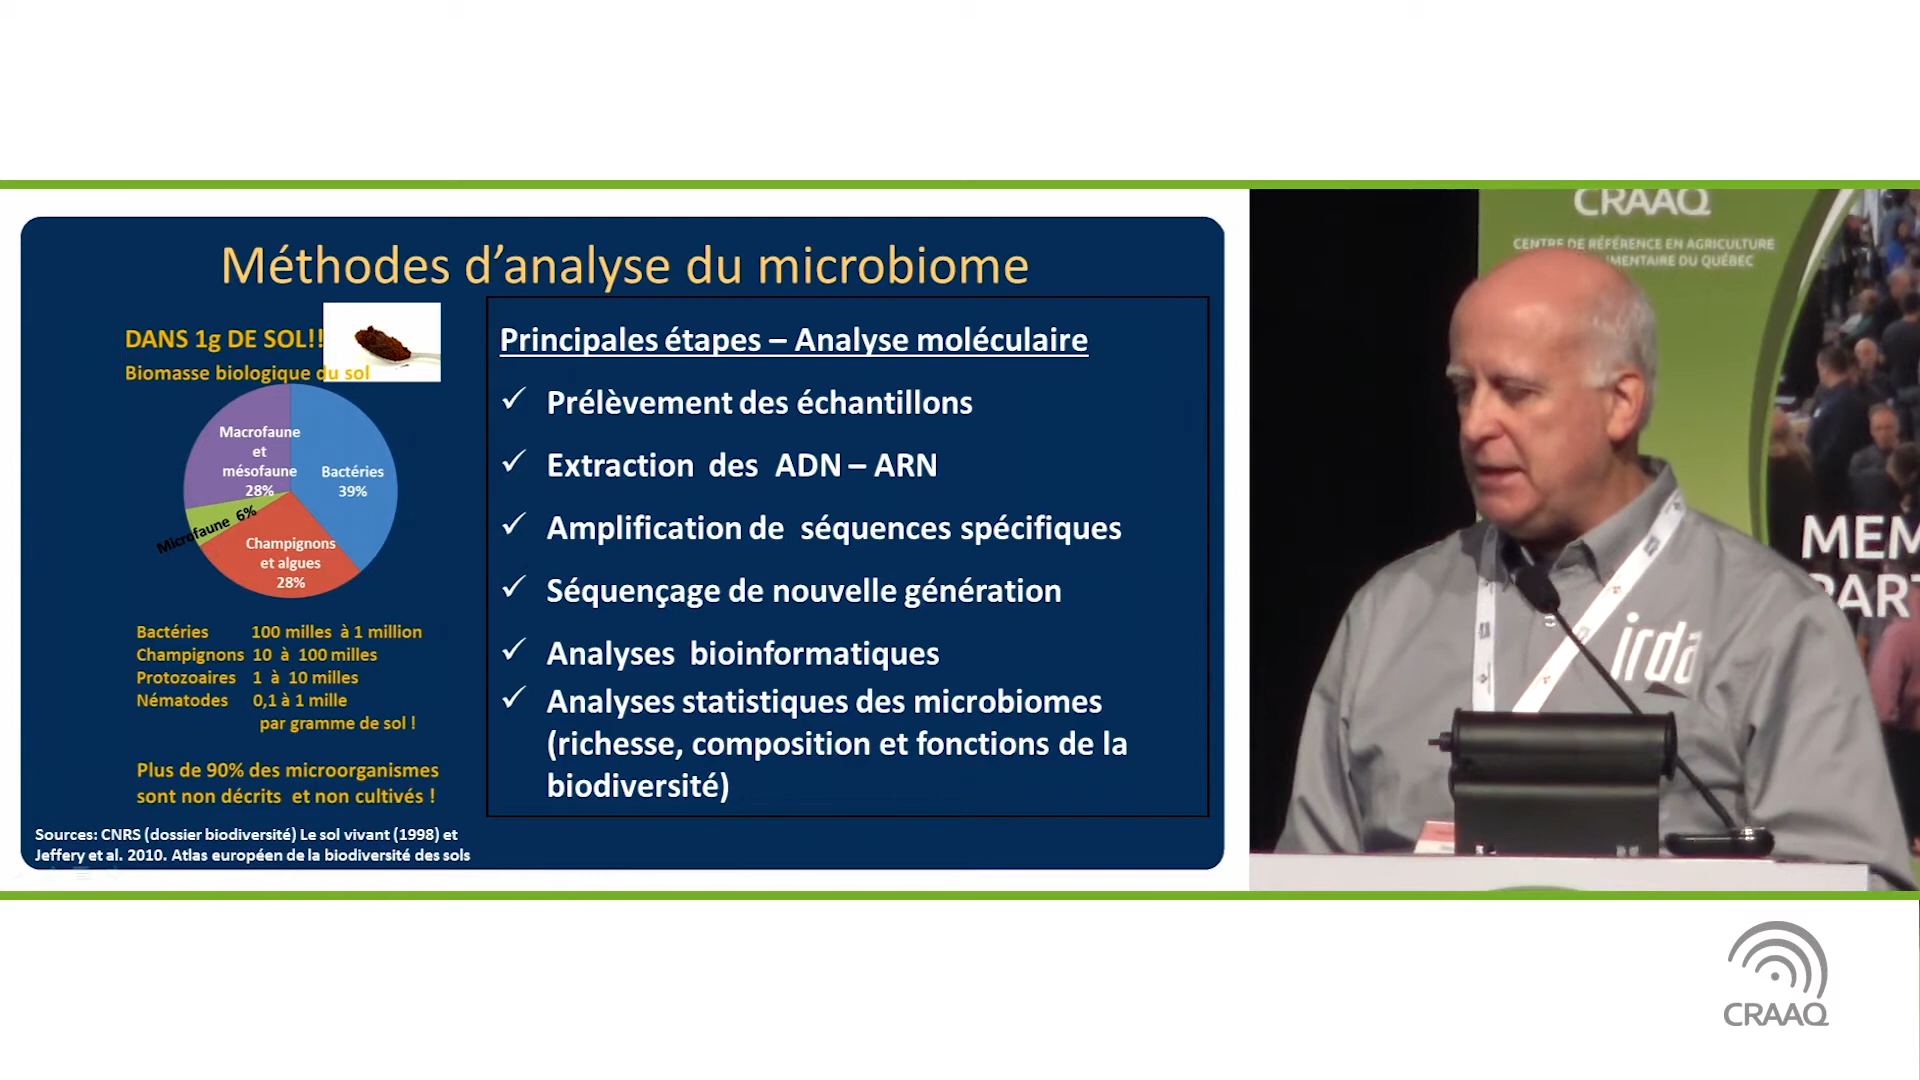 Méthodes d’analyse du microbiome
DANS 1g DE SOL!!
Biomasse biologique du sol
Macrofaune
et
mésofaune
28%
Bactéries
39%
Microfaune 6%
Champignons
et algues
28%
Bactéries 100 milles à 1 million
Champignons 10 à 100 milles
Protozoaires 1 à 10 milles
Nématodes 0,1 à 1 mille
par gramme de sol !
Plus de 90% des microorganismes
sont non décrits et non cultivés !
Sources: CNRS (dossier biodiversité) Le sol vivant (1998) et
Jeffery et al. 2010. Atlas européen de la biodiversité des sols
Principales étapes – Analyse moléculaire
✓ Prélèvement des échantillons
✓ Extraction des ADN – ARN
✓ Amplification de séquences spécifiques
✓ Séquençage de nouvelle génération
✓ Analyses bioinformatiques
✓ Analyses statistiques des microbiomes
(richesse, composition et fonctions de la
biodiversité)
CRAAQ
CENTRE DE RÉFÉRENCE EN AGRICULTURE
IMENTAIRE DU QUÉBEC
MEM
PART
irda
CRAAQ